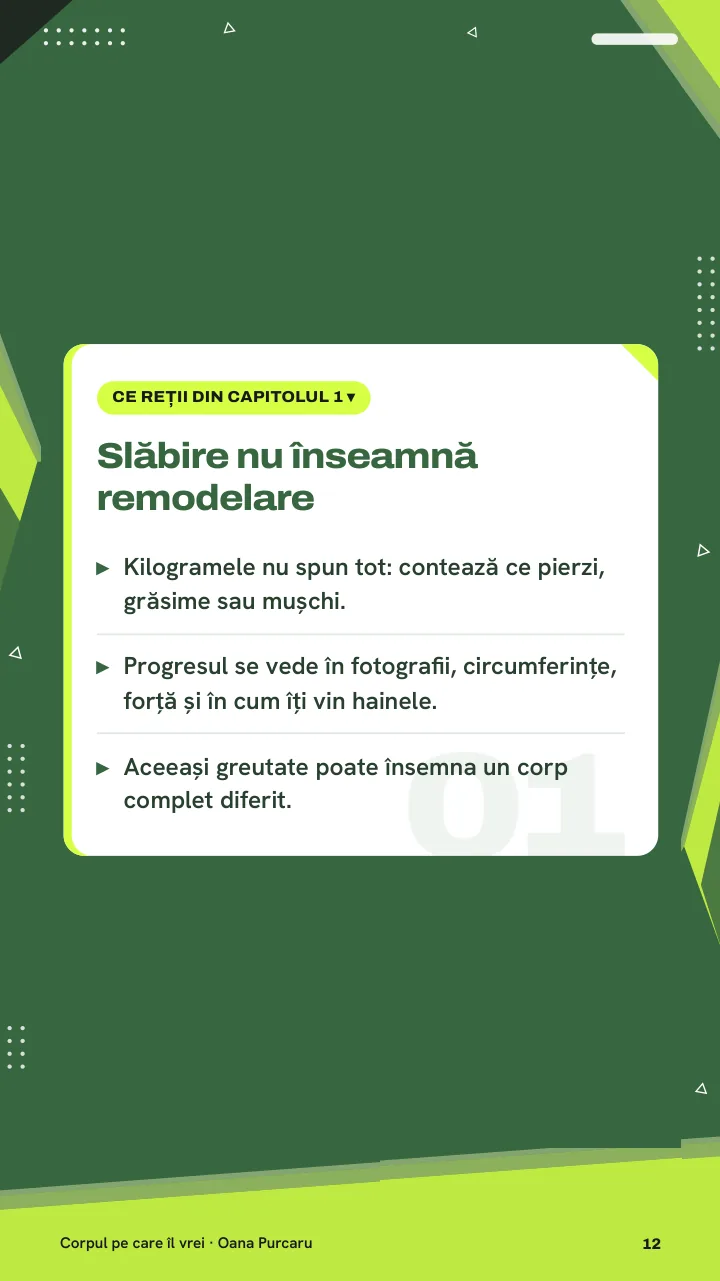 CE REȚII DIN CAPITOLUL 1 ▾
Slăbire nu înseamnă
remodelare
▸ Kilogramele nu spun tot: contează ce pierzi,
grăsime sau mușchi.
▸ Progresul se vede în fotografii, circumferințe,
forță și în cum îți vin hainele.
▸ Aceeași greutate poate însemna un corp
complet diferit.
01
Corpul pe care îl vrei · Oana Purcaru
12